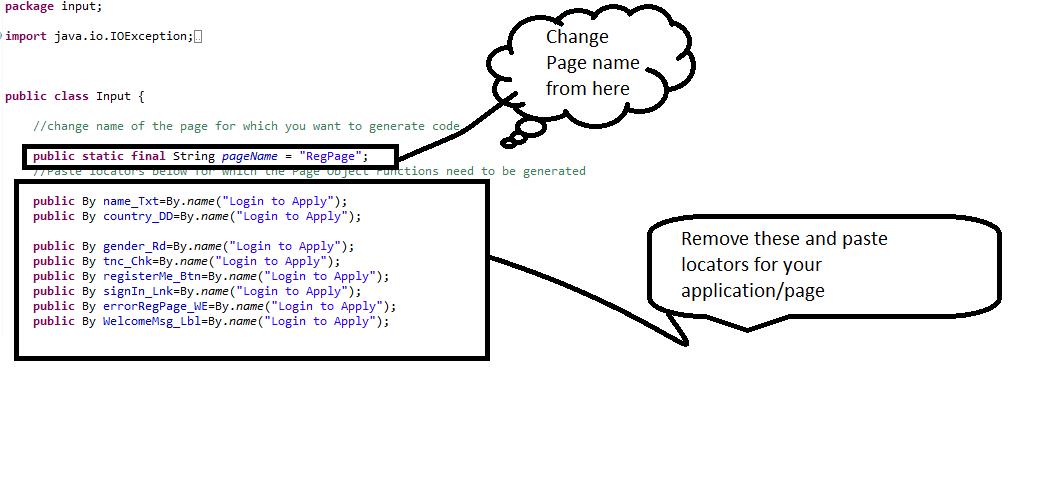 package input;
import java.io.IOException;
public class Input {
//change name of the page for which you want to generate code
public static final String pageName = "RegPage";
//Paste locators below for which the Page Object Functions need to be generated
public By name_Txt=By.name("Login to Apply");
public By country_DD=By.name("Login to Apply");
public By gender_Rd=By.name("Login to Apply");
public By tnc_Chk=By.name("Login to Apply");
public By registerMe_Btn=By.name("Login to Apply");
public By signIn_Lnk=By.name("Login to Apply");
public By errorRegPage_WE=By.name("Login to Apply");
public By WelcomeMsg_Lbl=By.name("Login to Apply");
Change
Page name
from here
Remove these and paste
locators for your
application/page